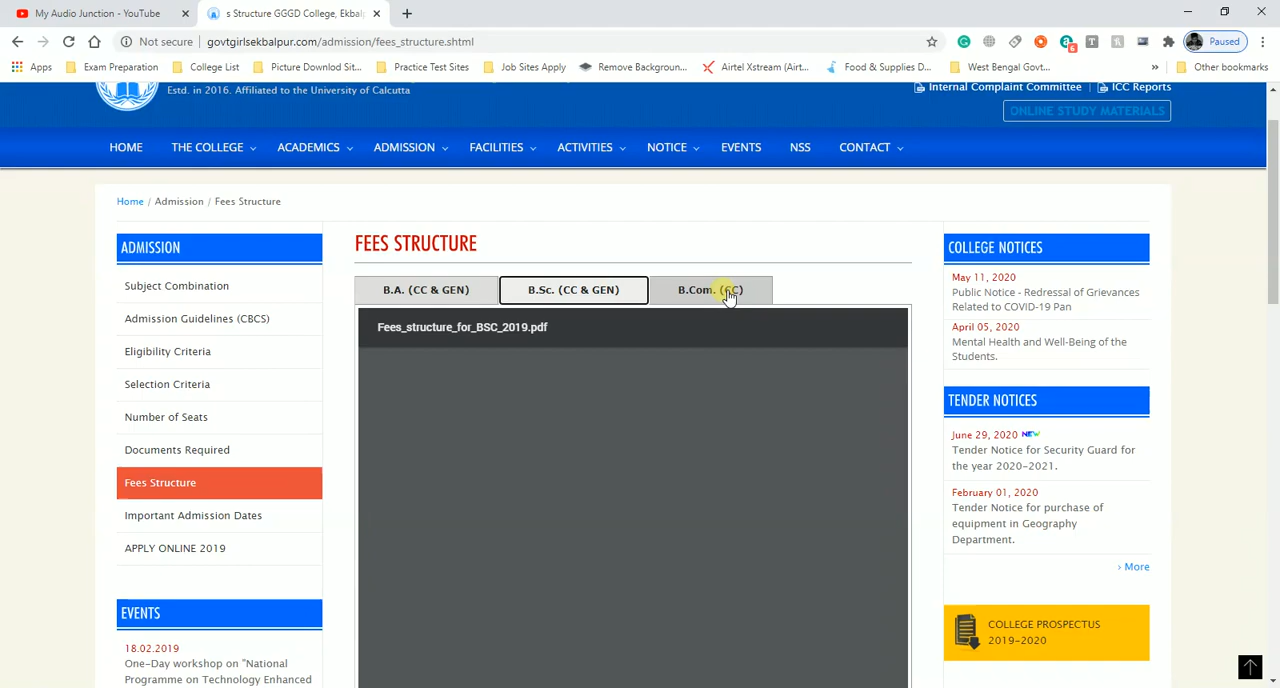 My Audio Junction - YouTube
s Structure GGGD College, Ekbal
Not secure
govtgirlsekbalpur.com/admission/fees_structure.shtml
6
Paused
Apps
Exam Preparation
College List
Picture Downlod Sit...
Practice Test Sites
Job Sites Apply
Remove Backgroun...
Airtel Xstream (Airt...
Food & Supplies D...
West Bengal Govt...
»
Other bookmarks
Estd. in 2016. Affiliated to the University of Calcutta
Internal Complaint Committee | ICC Reports
ONLINE STUDY MATERIALS
HOME THE COLLEGE ACADEMICS ADMISSION FACILITIES ACTIVITIES NOTICE EVENTS NSS CONTACT
Home / Admission / Fees Structure
ADMISSION
Subject Combination
Admission Guidelines (CBCS)
Eligibility Criteria
Selection Criteria
Number of Seats
Documents Required
Fees Structure
Important Admission Dates
APPLY ONLINE 2019
EVENTS
18.02.2019
One-Day workshop on "National
Programme on Technology Enhanced
FEES STRUCTURE
B.A. (CC & GEN)
B.Sc. (CC & GEN)
B.Com. (CC)
Fees_structure_for_BSC_2019.pdf
COLLEGE NOTICES
May 11, 2020
Public Notice - Redressal of Grievances
Related to COVID-19 Pan
April 05, 2020
Mental Health and Well-Being of the
Students.
TENDER NOTICES
June 29, 2020 NEW
Tender Notice for Security Guard for
the year 2020-2021.
February 01, 2020
Tender Notice for purchase of
equipment in Geography
Department.
› More
COLLEGE PROSPECTUS
2019-2020